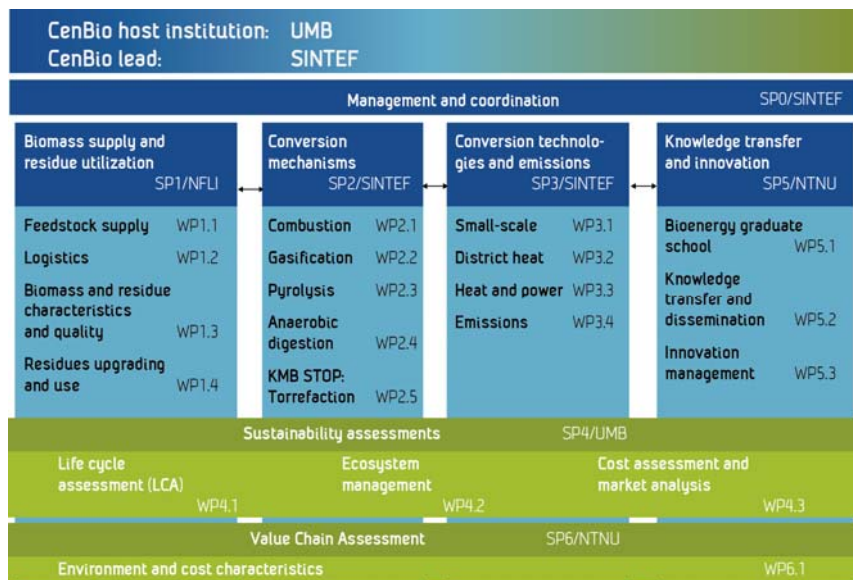 CenBio host institution: UMB
CenBio lead: SINTEF
Management and coordination SP0/SINTEF
Biomass supply and
residue utilization
SP1/NFLI
Feedstock supply WP1.1
Logistics WP1.2
Biomass and residue
characteristics
and quality WP1.3
Residues upgrading
and use WP1.4
Conversion
mechanisms
SP2/SINTEF
Combustion WP2.1
Gasification WP2.2
Pyrolysis WP2.3
Anaerobic
digestion WP2.4
KMB STOP:
Torrefaction WP2.5
Conversion technolo-
gies and emissions
SP3/SINTEF
Small-scale WP3.1
District heat WP3.2
Heat and power WP3.3
Emissions WP3.4
Knowledge transfer
and innovation
SP5/NTNU
Bioenergy graduate
school WP5.1
Knowledge
transfer and
dissemination WP5.2
Innovation
management WP5.3
Sustainability assessments SP4/UMB
Life cycle
assessment (LCA)
WP4.1
Ecosystem
management
WP4.2
Cost assessment and
market analysis
WP4.3
Value Chain Assessment SP6/NTNU
Environment and cost characteristics WP6.1